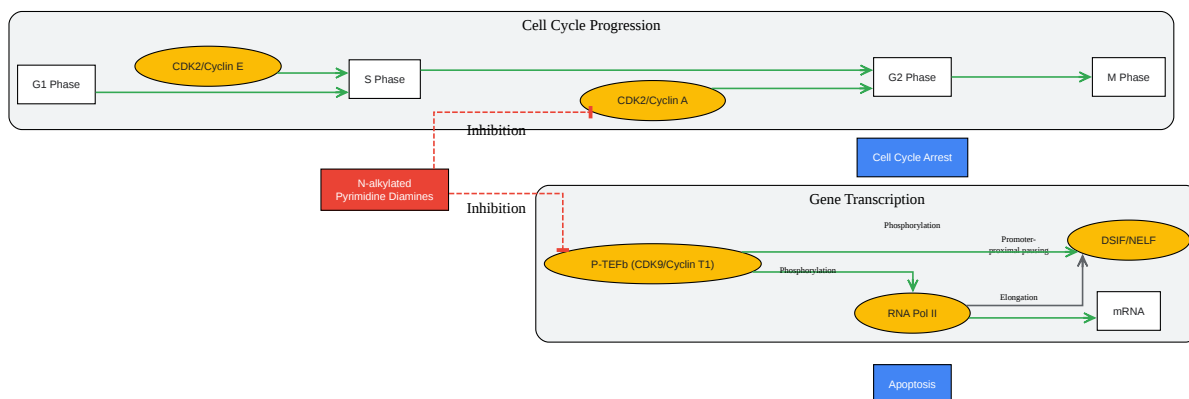 Cell Cycle Progression
CDK2/Cyclin E
G1 Phase
S Phase
G2 Phase
M Phase
CDK2/Cyclin A
Inhibition
Cell Cycle Arrest
N-alkylated
Pyrimidine Diamines
Inhibition
Gene Transcription
Phosphorylation
Promoter-
proximal pausing
DSIF/NELF
P-TEFb (CDK9/Cyclin T1)
Phosphorylation
Elongation
RNA Pol II
mRNA
Apoptosis